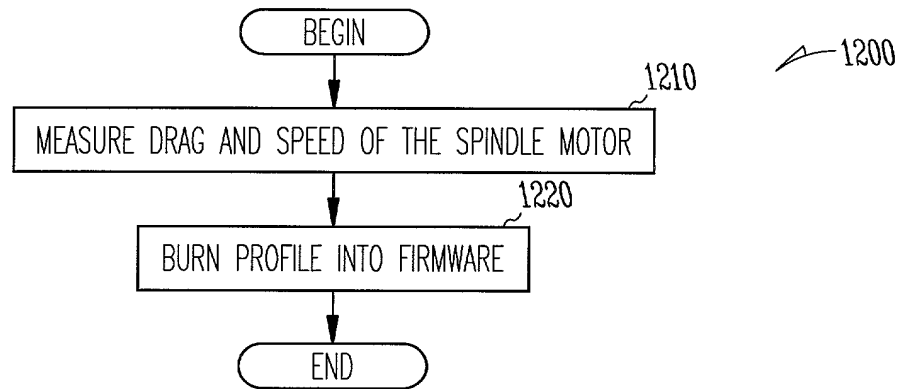 BEGIN
1200
1210
MEASURE DRAG AND SPEED OF THE SPINDLE MOTOR
1220
BURN PROFILE INTO FIRMWARE
END